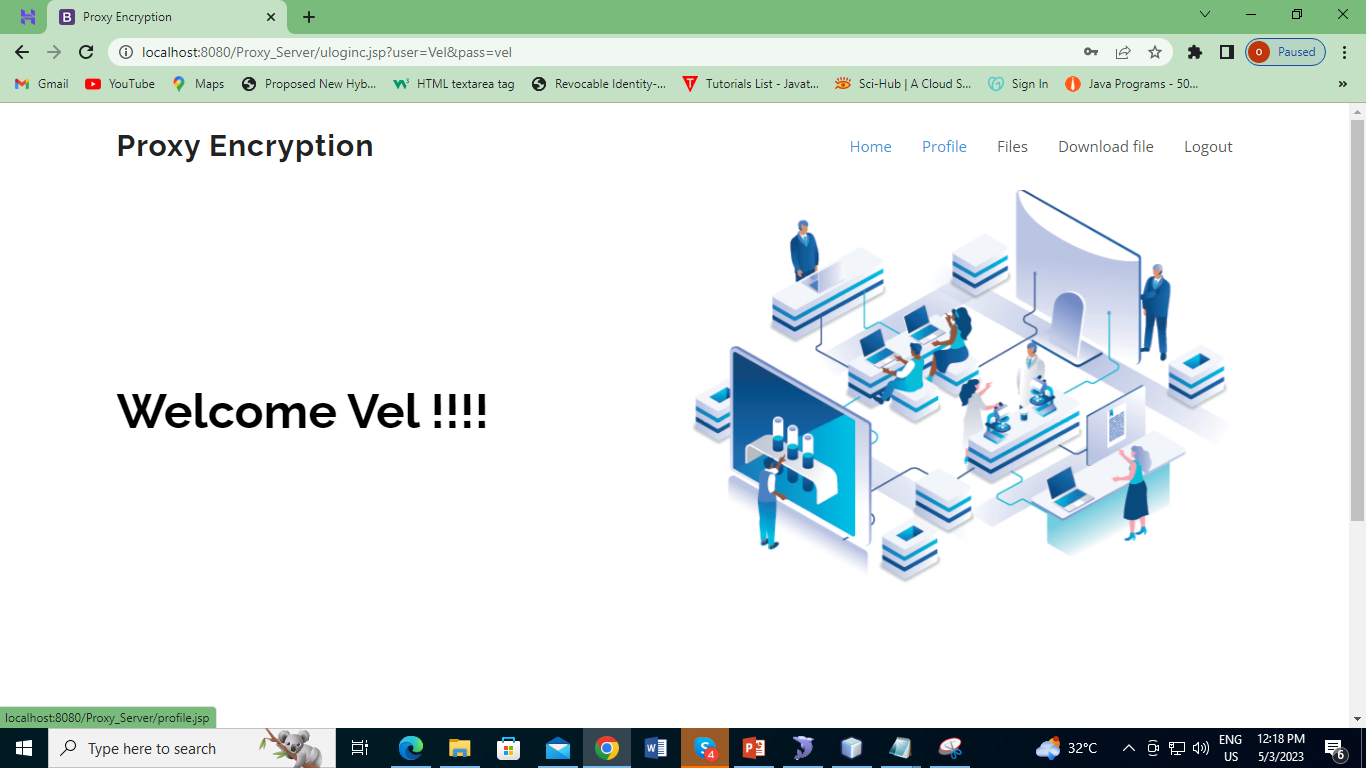 Proxy Encryption
localhost:8080/Proxy_Server/uloginc.jsp?user=Vel&pass=vel
O Paused
Gmail YouTube Maps Proposed New Hyb... HTML textarea tag Revocable Identity-... Tutorials List - Javat... Sci-Hub | A Cloud S... Sign In Java Programs - 50... »
Proxy Encryption Home Profile Files Download file Logout
Welcome Vel !!!!
localhost:8080/Proxy_Server/profile.jsp
Type here to search
4
32°C
ENG
US
12:18 PM
5/3/2023
6